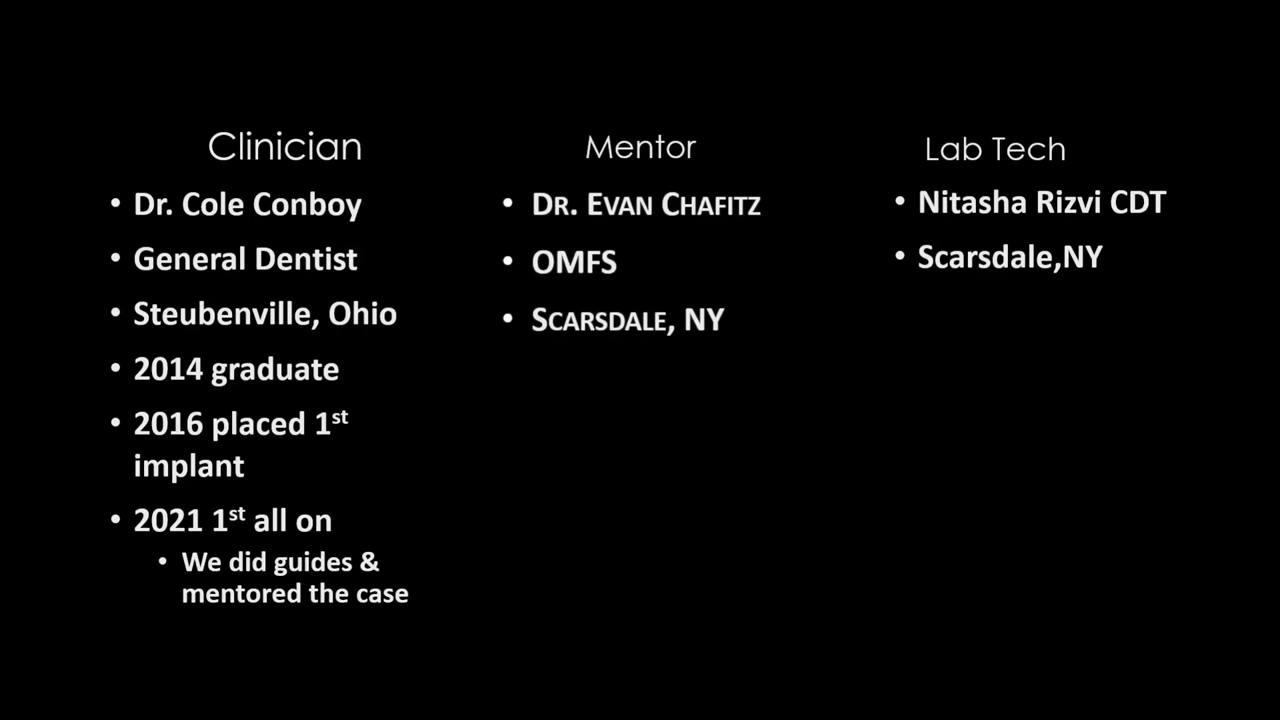 Clinician
• Dr. Cole Conboy
• General Dentist
• Steubenville, Ohio
• 2014 graduate
• 2016 placed 1st
implant
• 2021 1st all on
• We did guides &
mentored the case
Mentor
• DR. EVAN CHAFITZ
• OMFS
• SCARSDALE, NY
Lab Tech
• Nitasha Rizvi CDT
• Scarsdale,NY